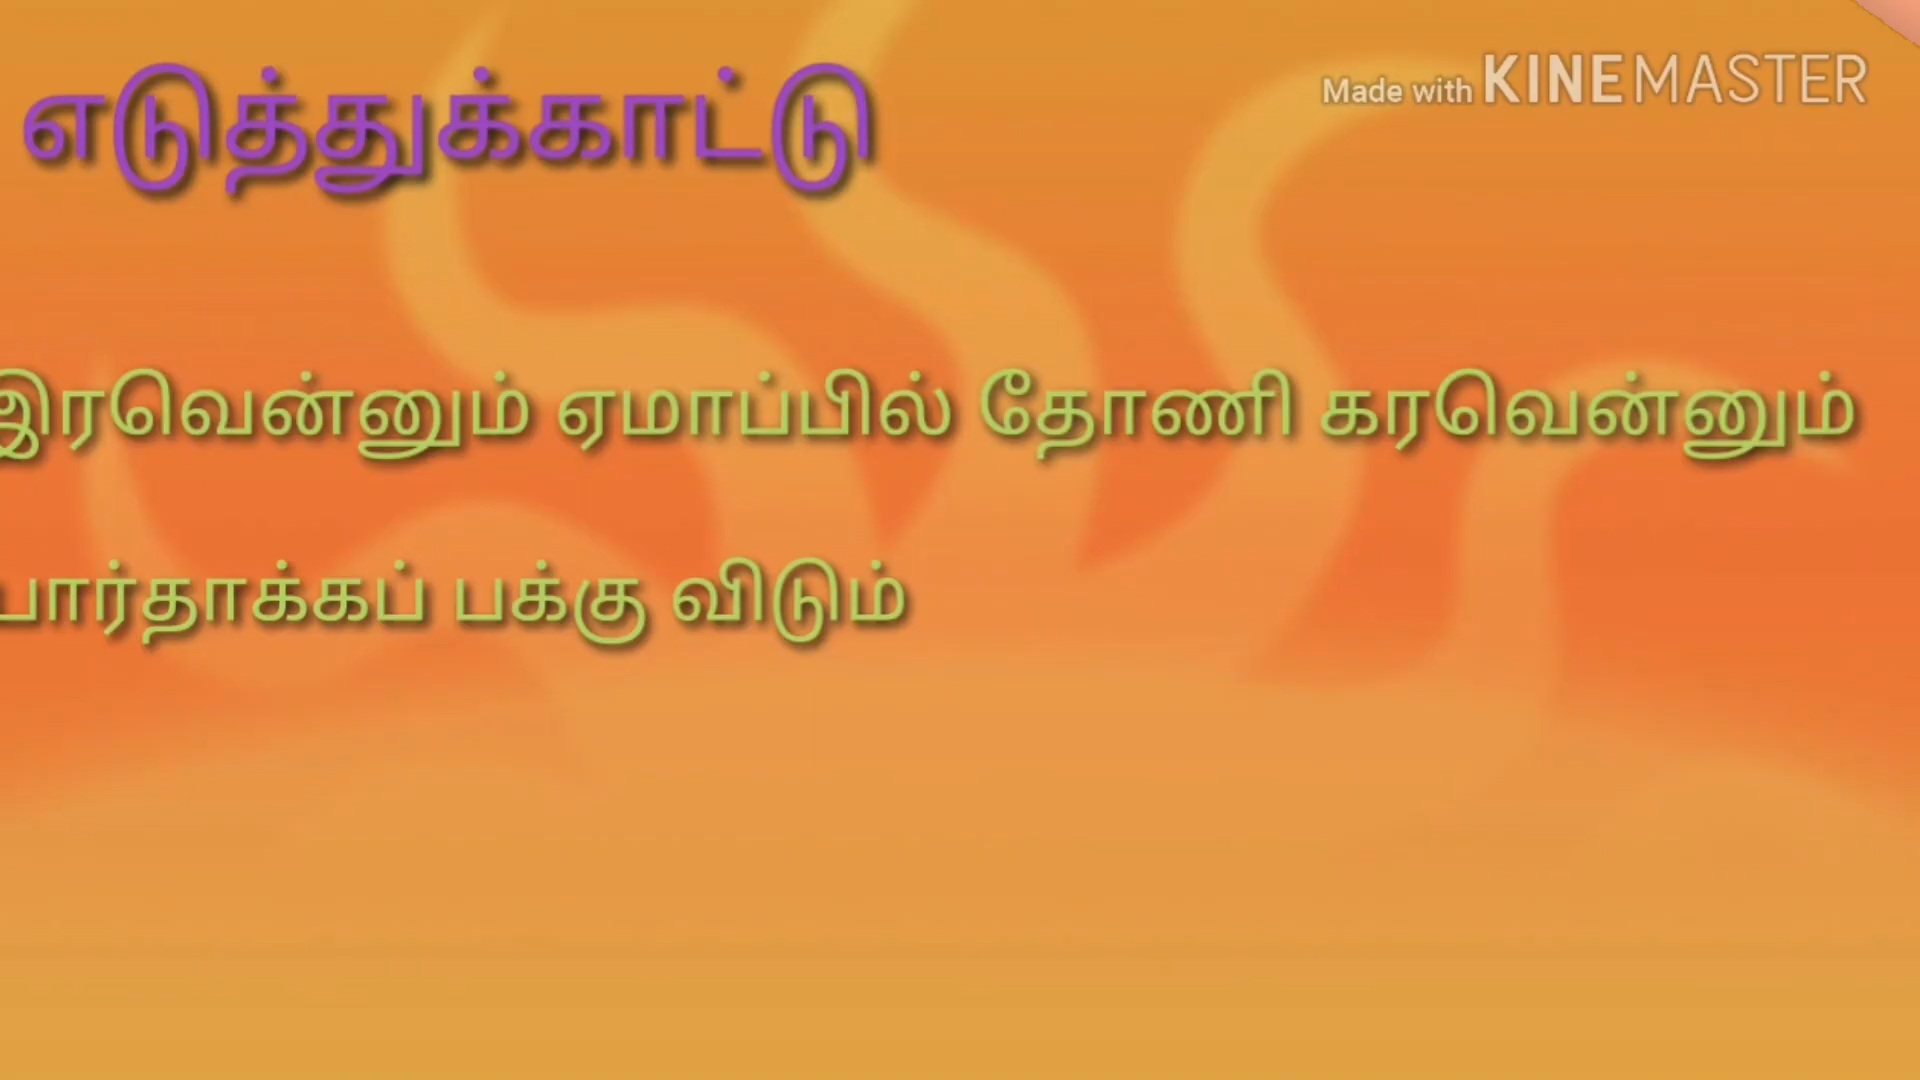 எடுத்துக்காட்டு
Made with KINEMASTER
இரவென்னும் ஏமாப்பில் தோணி கரவென்னும்
பார்தாக்கப் பக்கு விடும்